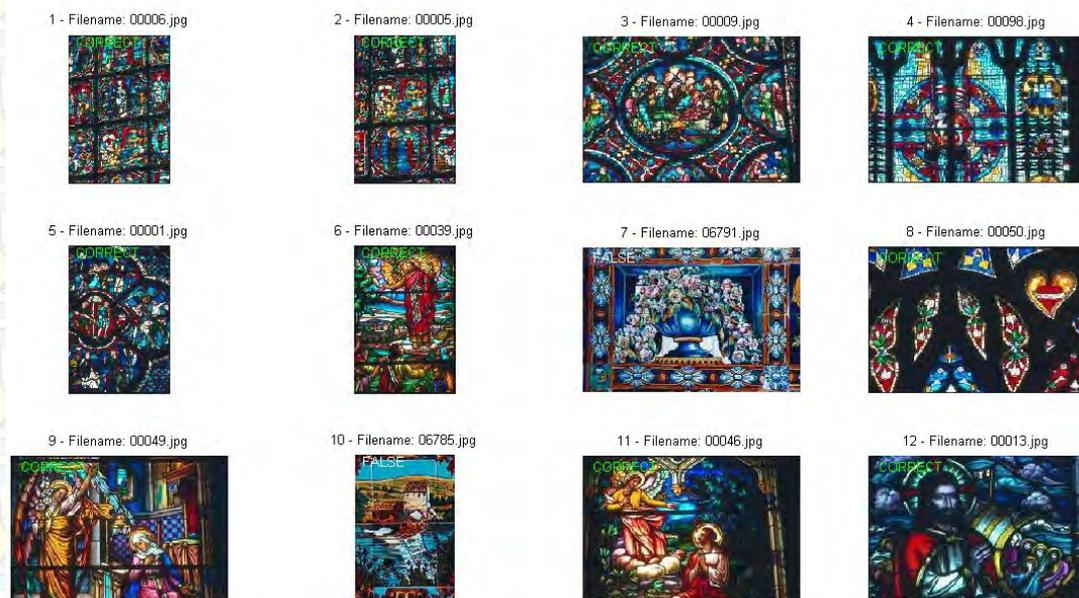 1 - Filename: 00006.jpg
2 - Filename: 00005.jpg
3 - Filename: 00009.jpg
4 - Filename: 00098.jpg
CORRECT
CORRECT
CORRECT
CORRECT
5 - Filename: 00001.jpg
6 - Filename: 00039.jpg
7 - Filename: 06791.jpg
8 - Filename: 00050.jpg
CORRECT
CORRECT
FALSE
CORRECT
9 - Filename: 00049.jpg
10 - Filename: 06785.jpg
11 - Filename: 00046.jpg
12 - Filename: 00013.jpg
CORRECT
FALSE
CORRECT
CORRECT